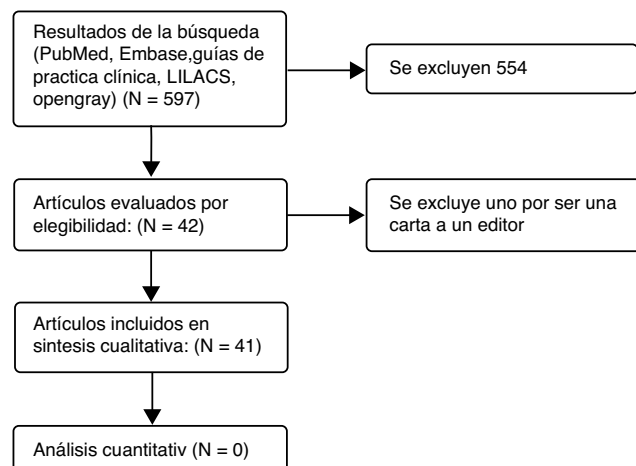 Resultados de la búsqueda
(PubMed, Embase,guías de
practica clínica, LILACS,
opengray) (N = 597)
Se excluyen 554
Artículos evaluados por
elegibilidad: (N = 42)
Se excluye uno por ser una
carta a un editor
Artículos incluidos en
sintesis cualitativa: (N = 41)
Análisis cuantitativ (N = 0)